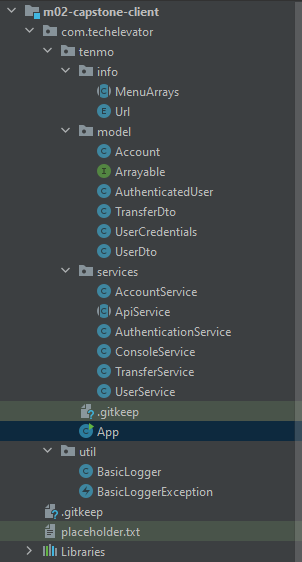 m02-capstone-client
com.techelevator
tenmo
info
MenuArrays
Url
model
Account
Arrayable
AuthenticatedUser
TransferDto
UserCredentials
UserDto
services
AccountService
ApiService
AuthenticationService
ConsoleService
TransferService
UserService
.gitkeep
App
util
BasicLogger
BasicLoggerException
.gitkeep
placeholder.txt
Libraries